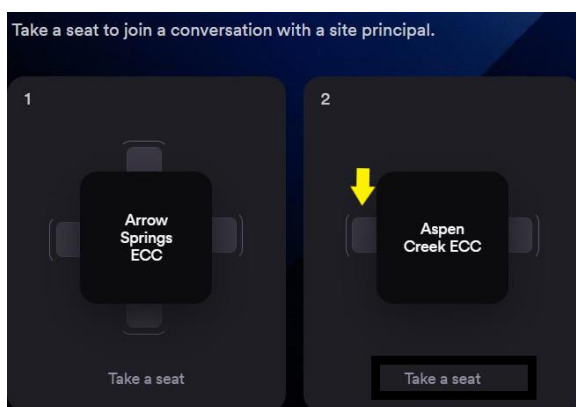 Take a seat to join a conversation with a site principal.
1
Arrow
Springs
ECC
Take a seat
2
Aspen
Creek ECC
Take a seat